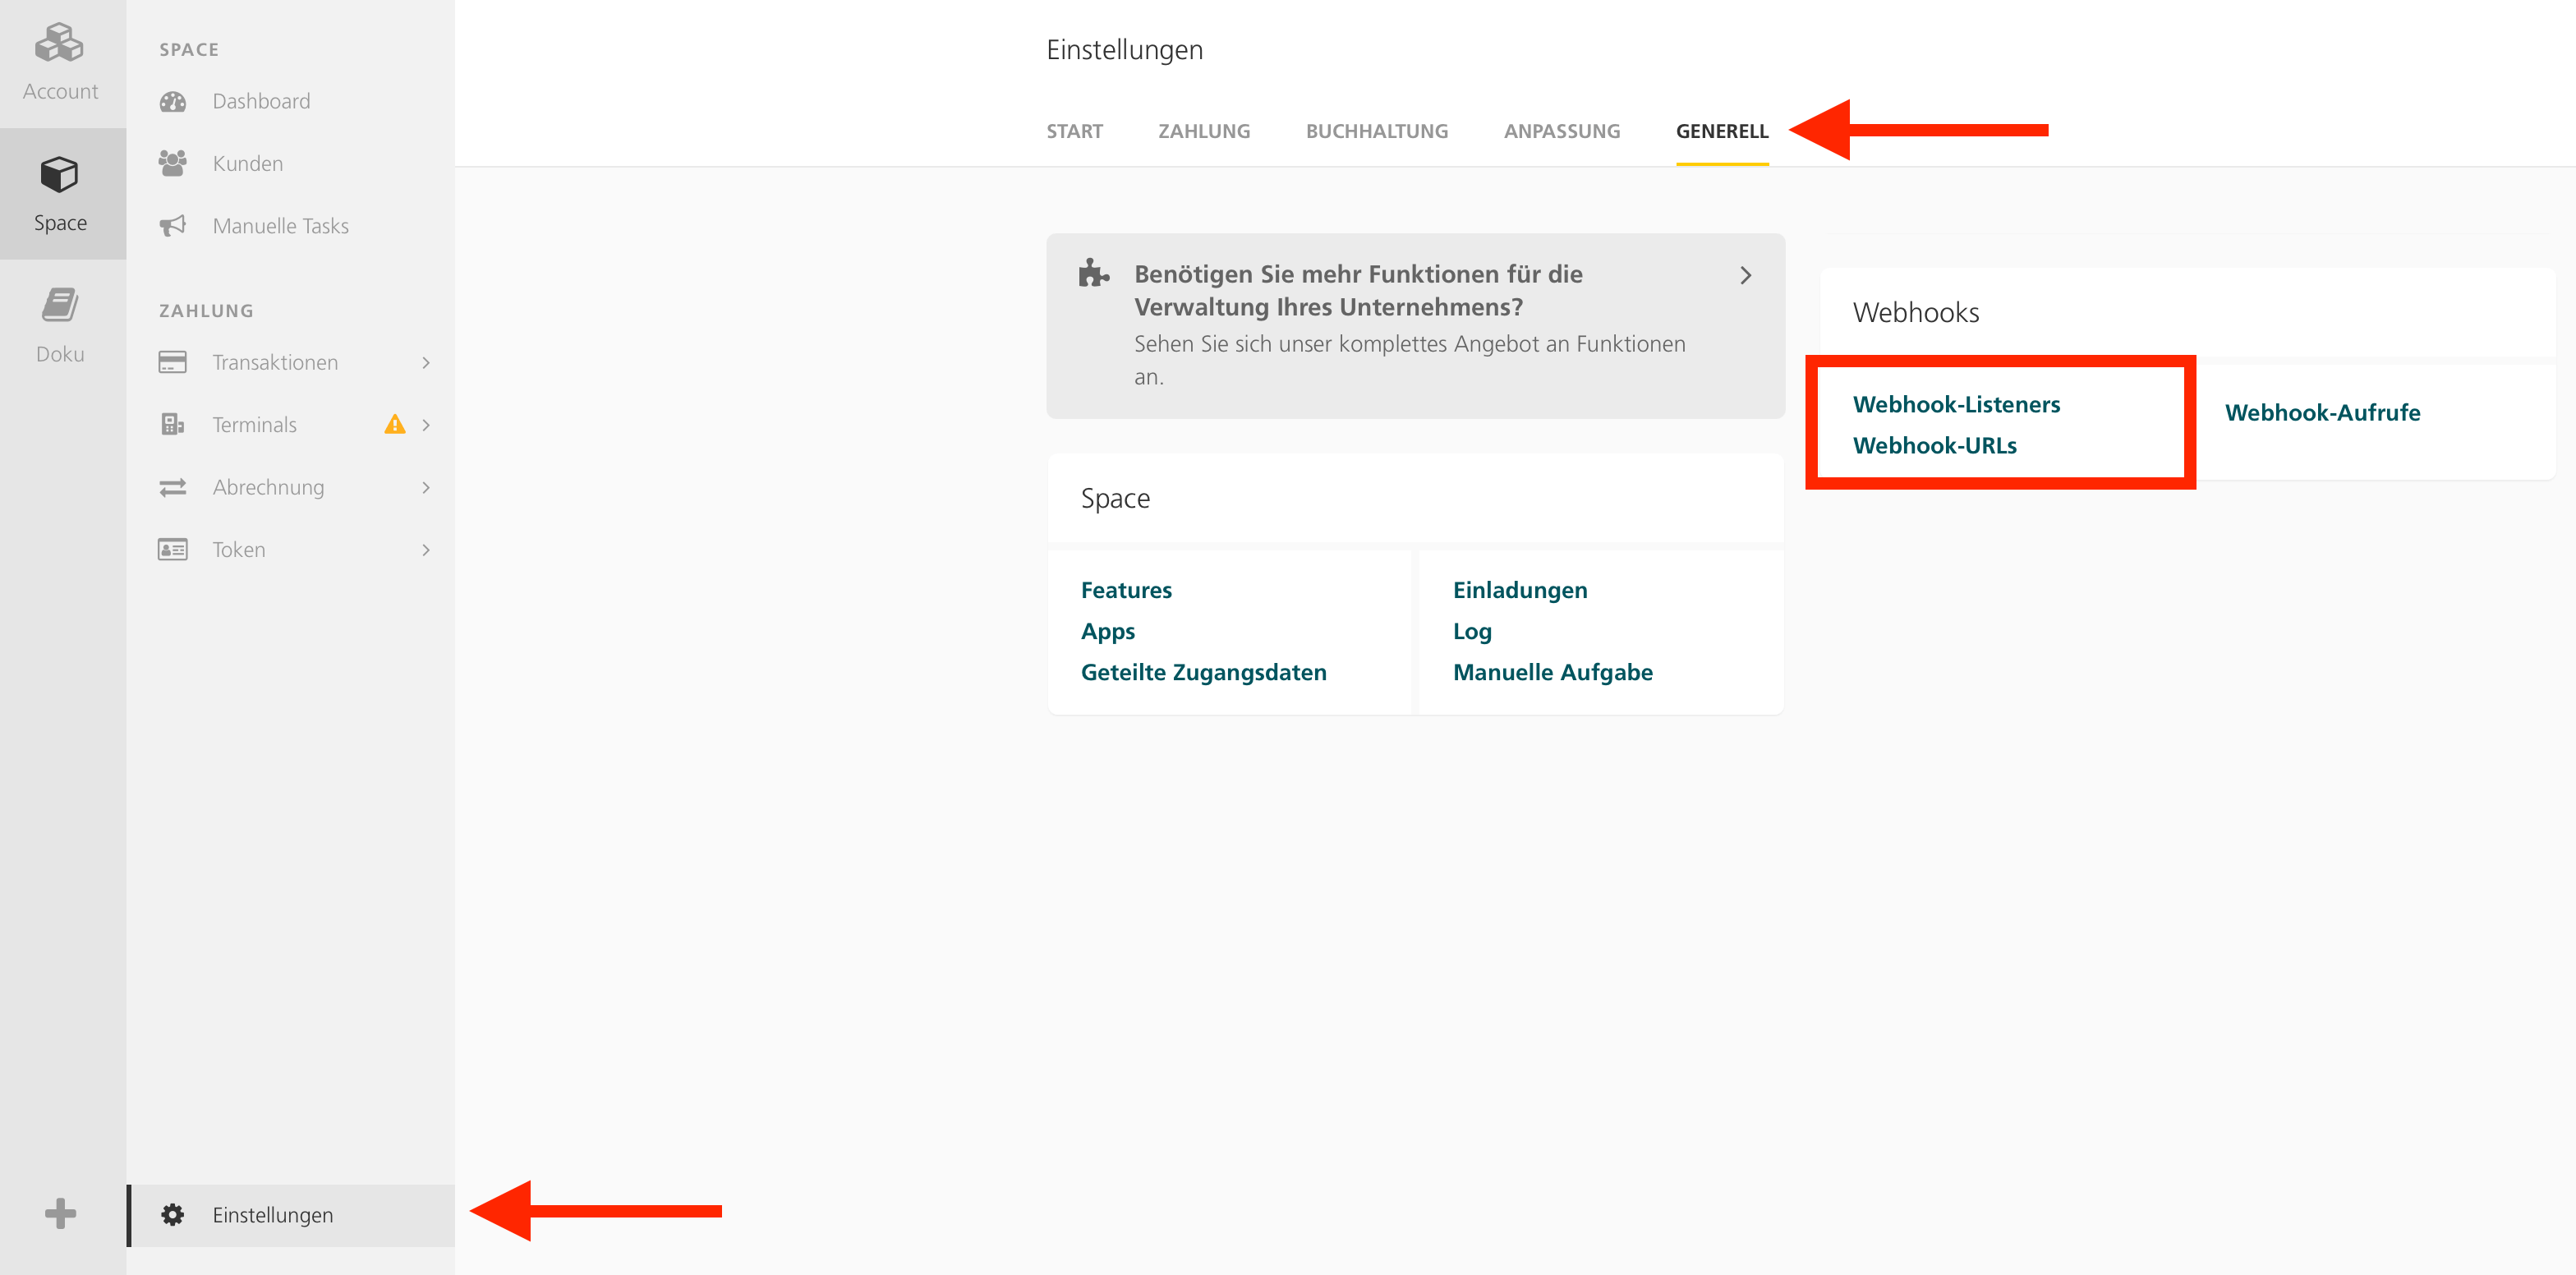 Account
Space
Doku
SPACE
Dashboard
Kunden
Manuelle Tasks
ZAHLUNG
Transaktionen
Terminals
Abrechnung
Token
Einstellungen
Einstellungen
START ZAHLUNG BUCHHALTUNG ANPASSUNG GENERELL
Benötigen Sie mehr Funktionen für die
Verwaltung Ihres Unternehmens?
Sehen Sie sich unser komplettes Angebot an Funktionen
an.
Space
Features
Apps
Geteilte Zugangsdaten
Einladungen
Log
Manuelle Aufgabe
Webhooks
Webhook-Listeners
Webhook-URLs
Webhook-Aufrufe